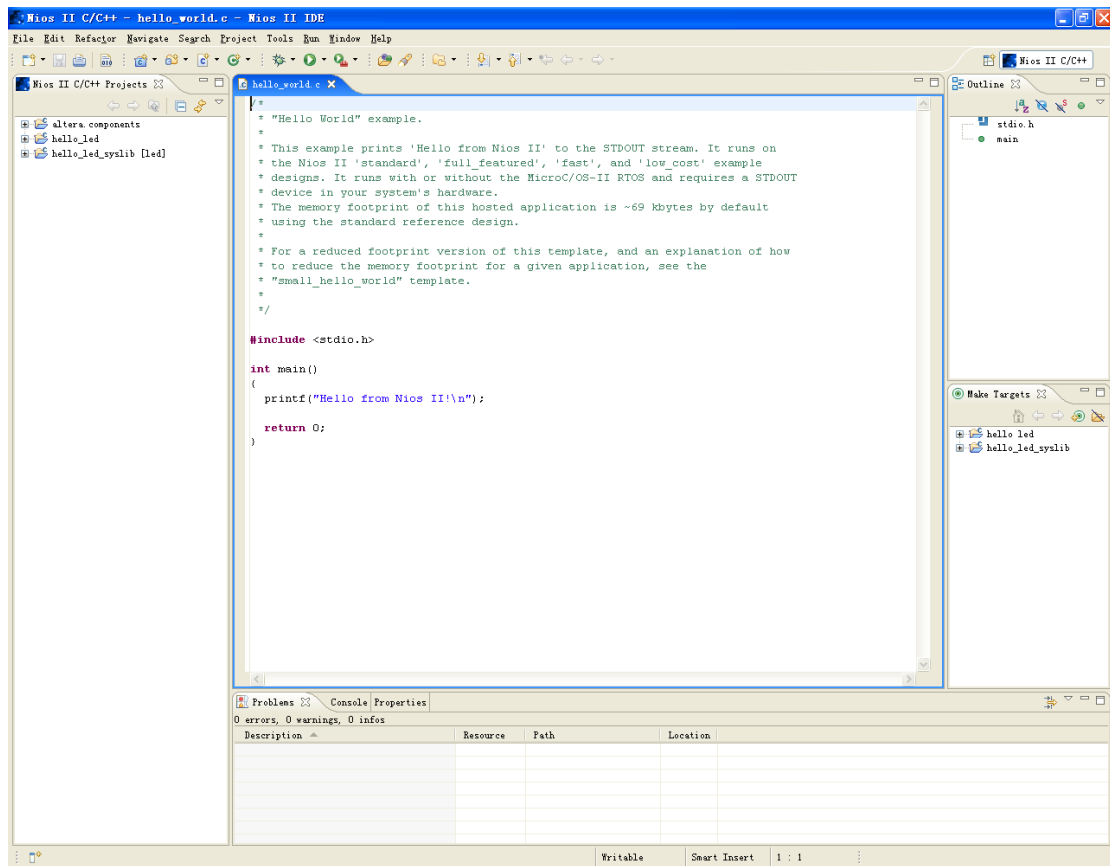 Nios II C/C++ - hello_world.c - Nios II IDE
File Edit Refactor Navigate Search Project Tools Run Window Help
Nios II C/C++
Nios II C/C++ Projects
altera.components
hello_led
hello_led_syslib [led]
hello_world.c
/*
 * "Hello World" example.
 *
 * This example prints 'Hello from Nios II' to the STDOUT stream. It runs on
 * the Nios II 'standard', 'full_featured', 'fast', and 'low_cost' example
 * designs. It runs with or without the MicroC/OS-II RTOS and requires a STDOUT
 * device in your system's hardware.
 * The memory footprint of this hosted application is ~69 kbytes by default
 * using the standard reference design.
 *
 * For a reduced footprint version of this template, and an explanation of how
 * to reduce the memory footprint for a given application, see the
 * "small_hello_world" template.
 *
 */
#include <stdio.h>
int main()
{
  printf("Hello from Nios II!\n");
  return 0;
}
Outline
stdio.h
main
Make Targets
hello led
hello_led_syslib
Problems Console Properties
0 errors, 0 warnings, 0 infos
Description Resource Path Location
Writable Smart Insert 1 : 1